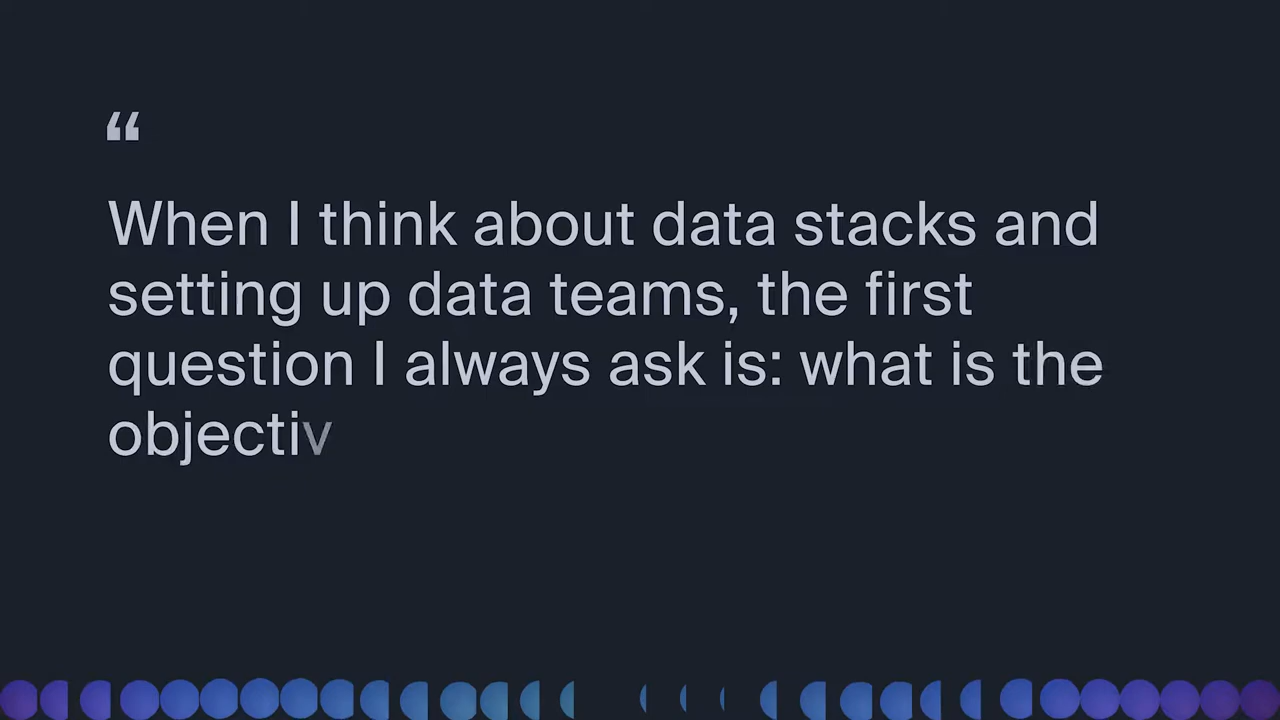 “
When I think about data stacks and
setting up data teams, the first
question I always ask is: what is the
objectiv